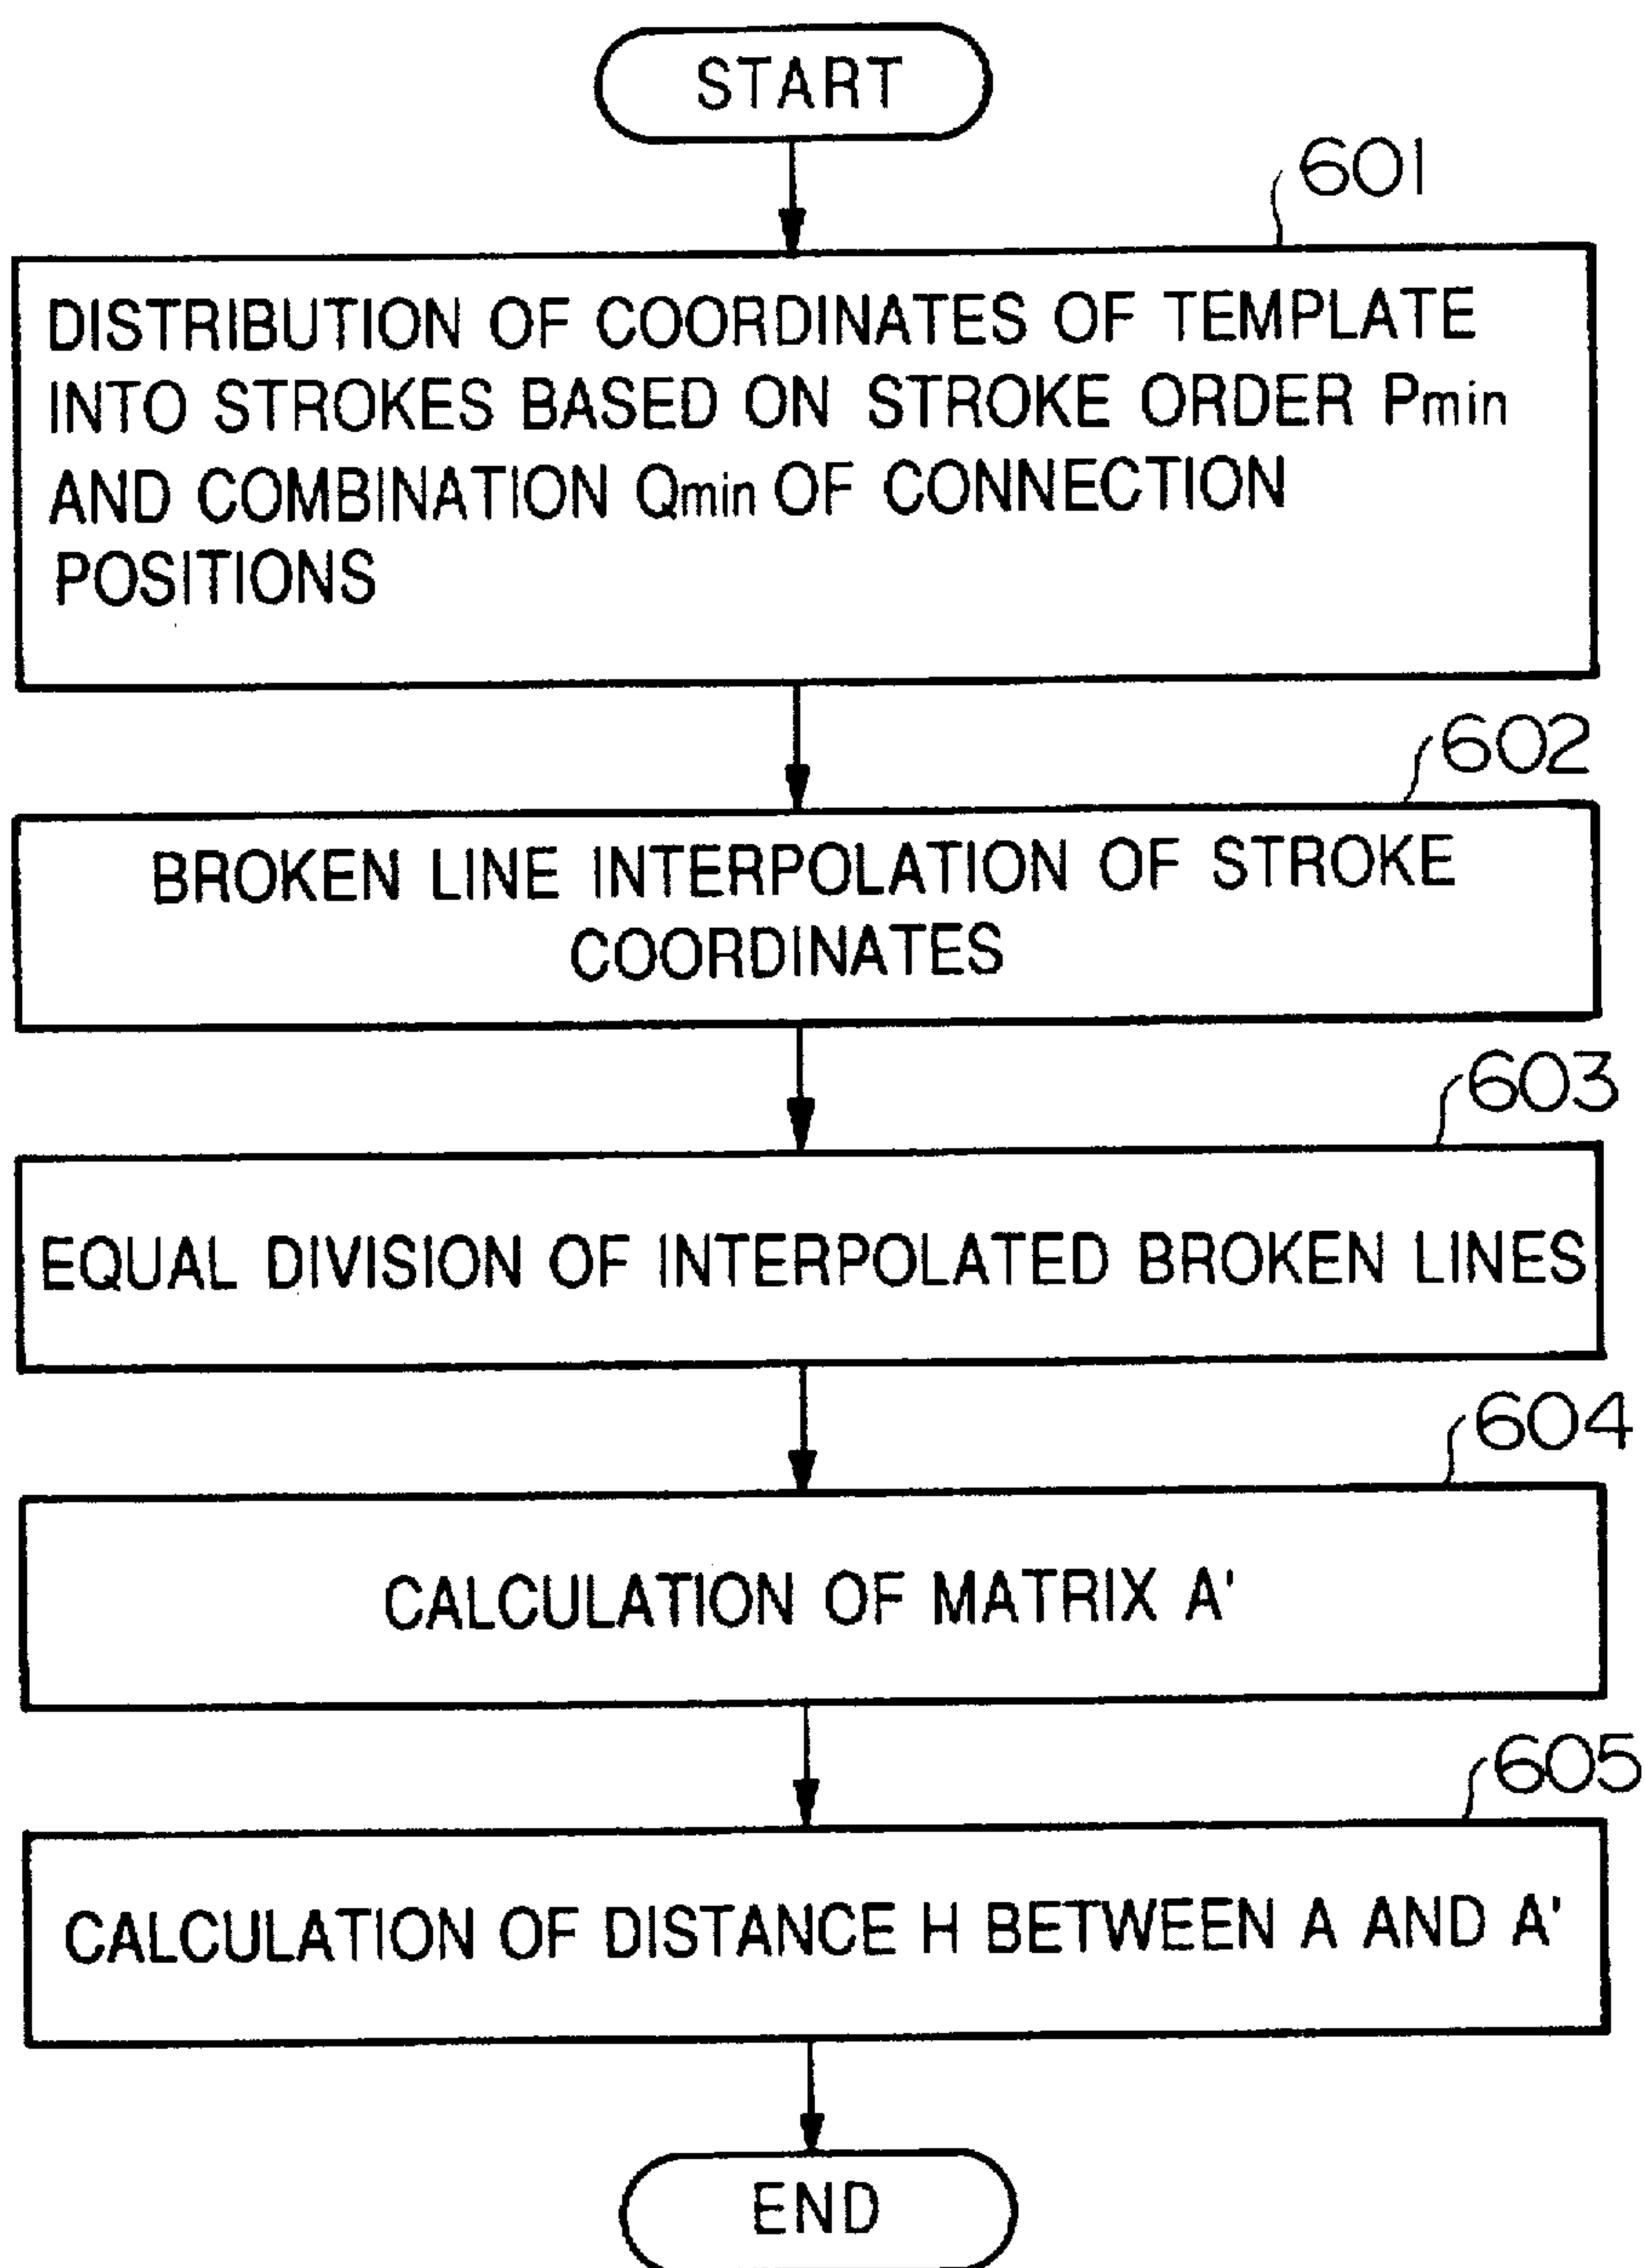 START
601
DISTRIBUTION OF COORDINATES OF TEMPLATE
INTO STROKES BASED ON STROKE ORDER Pmin
AND COMBINATION Qmin OF CONNECTION
POSITIONS
602
BROKEN LINE INTERPOLATION OF STROKE
COORDINATES
603
EQUAL DIVISION OF INTERPOLATED BROKEN LINES
604
CALCULATION OF MATRIX A'
605
CALCULATION OF DISTANCE H BETWEEN A AND A'
END